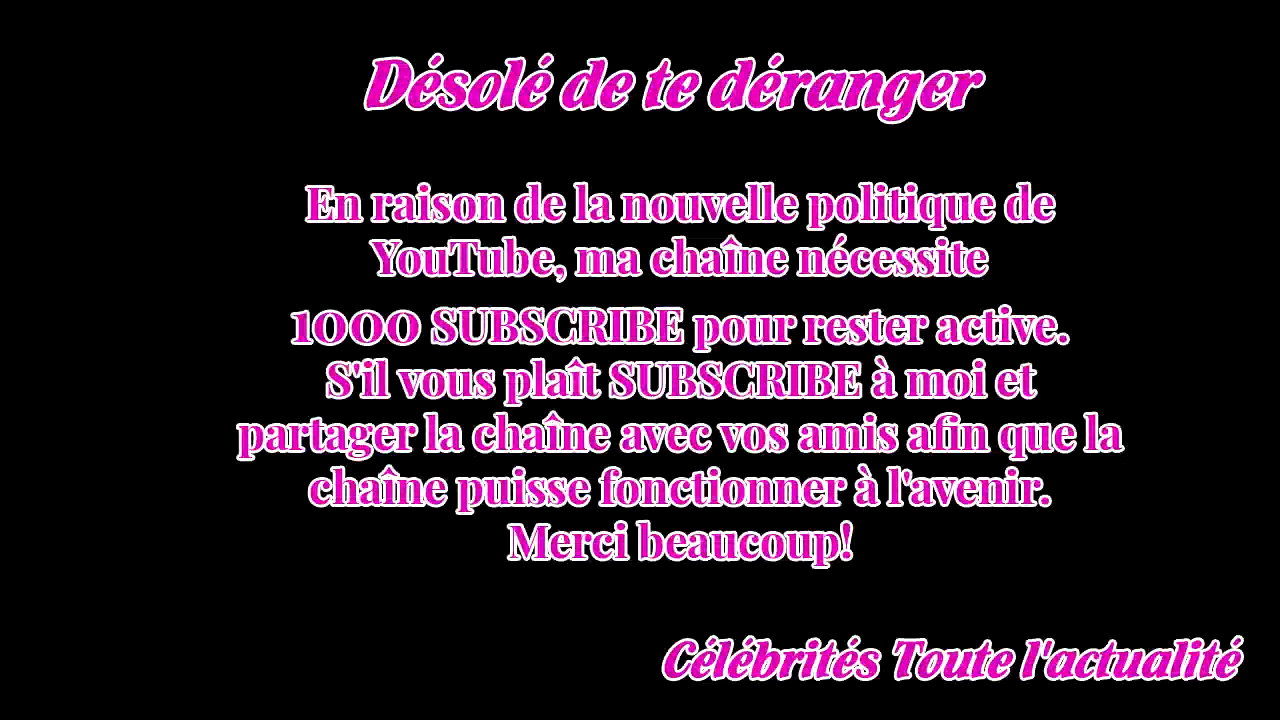 Désolé de te déranger
En raison de la nouvelle politique de
YouTube, ma chaîne nécessite
1000 SUBSCRIBE pour rester active.
S'il vous plaît SUBSCRIBE à moi et
partager la chaîne avec vos amis afin que la
chaîne puisse fonctionner à l'avenir.
Merci beaucoup!
Célébrités Toute l'actualité